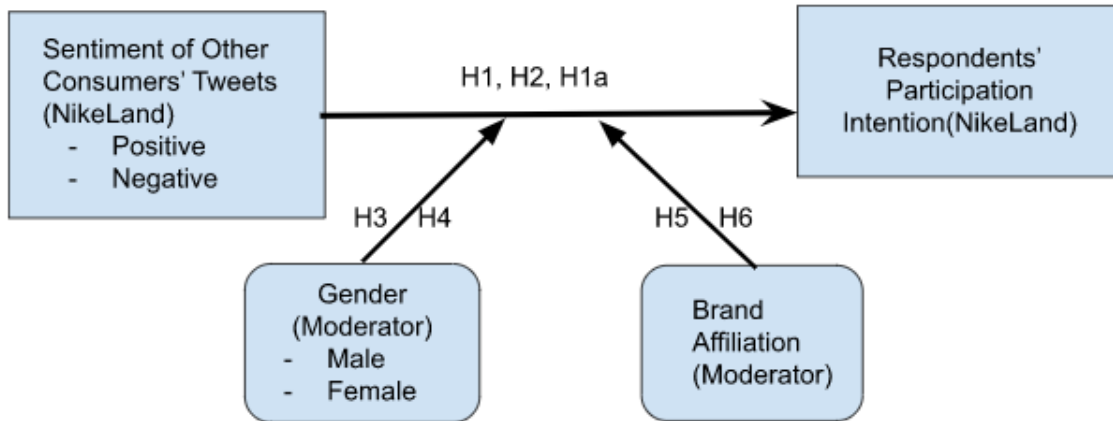 Sentiment of Other
Consumers' Tweets
(NikeLand)
- Positive
- Negative
H1, H2, H1a
Respondents'
Participation
Intention(NikeLand)
H3 H4
H5 H6
Gender
(Moderator)
- Male
- Female
Brand
Affiliation
(Moderator)